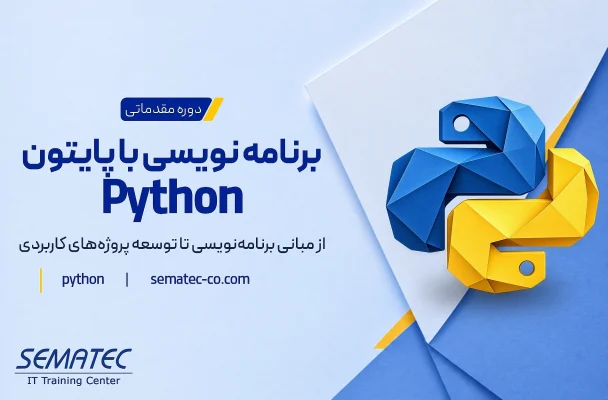 دوره مقدماتی
برنامه نویسی با پایتون
Python
از مبانی برنامه‌نویسی تا توسعه پروژه‌های کاربردی
python | sematec-co.com
SEMATEC
IT Training Center